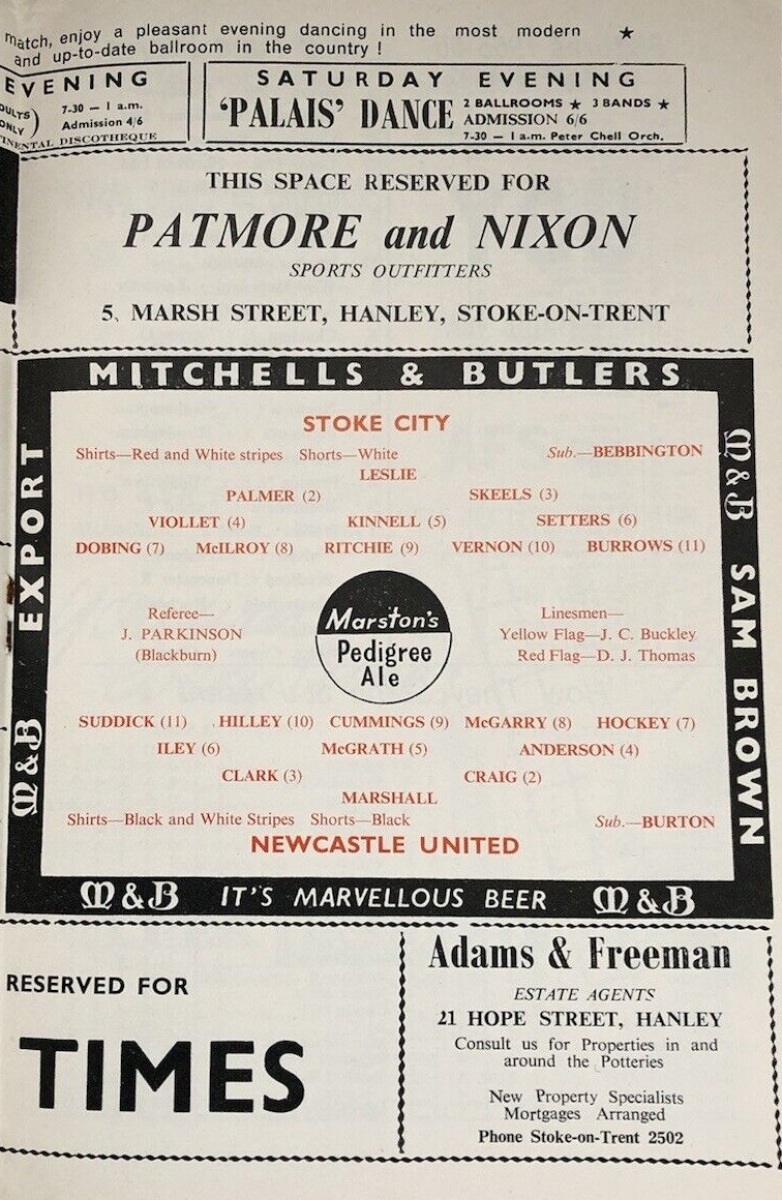 match, enjoy a pleasant evening dancing in the most modern ★
and up-to-date ballroom in the country !
EVENING
7-30 — 1 a.m.
ONLY)
Admission 4/6
DISCOTHEQUE
SATURDAY EVENING
'PALAIS' DANCE
2 BALLROOMS ★ 3 BANDS ★
ADMISSION 6/6
7-30 — 1 a.m. Peter Chell Orch.
THIS SPACE RESERVED FOR
PATMORE and NIXON
SPORTS OUTFITTERS
5, MARSH STREET, HANLEY, STOKE-ON-TRENT
MITCHELLS & BUTLERS
M&B EXPORT
M&B SAM BROWN
STOKE CITY
Shirts—Red and White stripes Shorts—White Sub.—BEBBINGTON
LESLIE
PALMER (2) SKEELS (3)
VIOLLET (4) KINNELL (5) SETTERS (6)
DOBING (7) McILROY (8) RITCHIE (9) VERNON (10) BURROWS (11)
Referee—
J. PARKINSON
(Blackburn)
Marston's
Pedigree
Ale
Linesmen—
Yellow Flag—J. C. Buckley
Red Flag—D. J. Thomas
SUDDICK (11) HILLEY (10) CUMMINGS (9) McGARRY (8) HOCKEY (7)
ILEY (6) McGRATH (5) ANDERSON (4)
CLARK (3) CRAIG (2)
MARSHALL
Shirts—Black and White Stripes Shorts—Black Sub.—BURTON
NEWCASTLE UNITED
M&B IT'S MARVELLOUS BEER M&B
RESERVED FOR
TIMES
Adams & Freeman
ESTATE AGENTS
21 HOPE STREET, HANLEY
Consult us for Properties in and
around the Potteries
New Property Specialists
Mortgages Arranged
Phone Stoke-on-Trent 2502